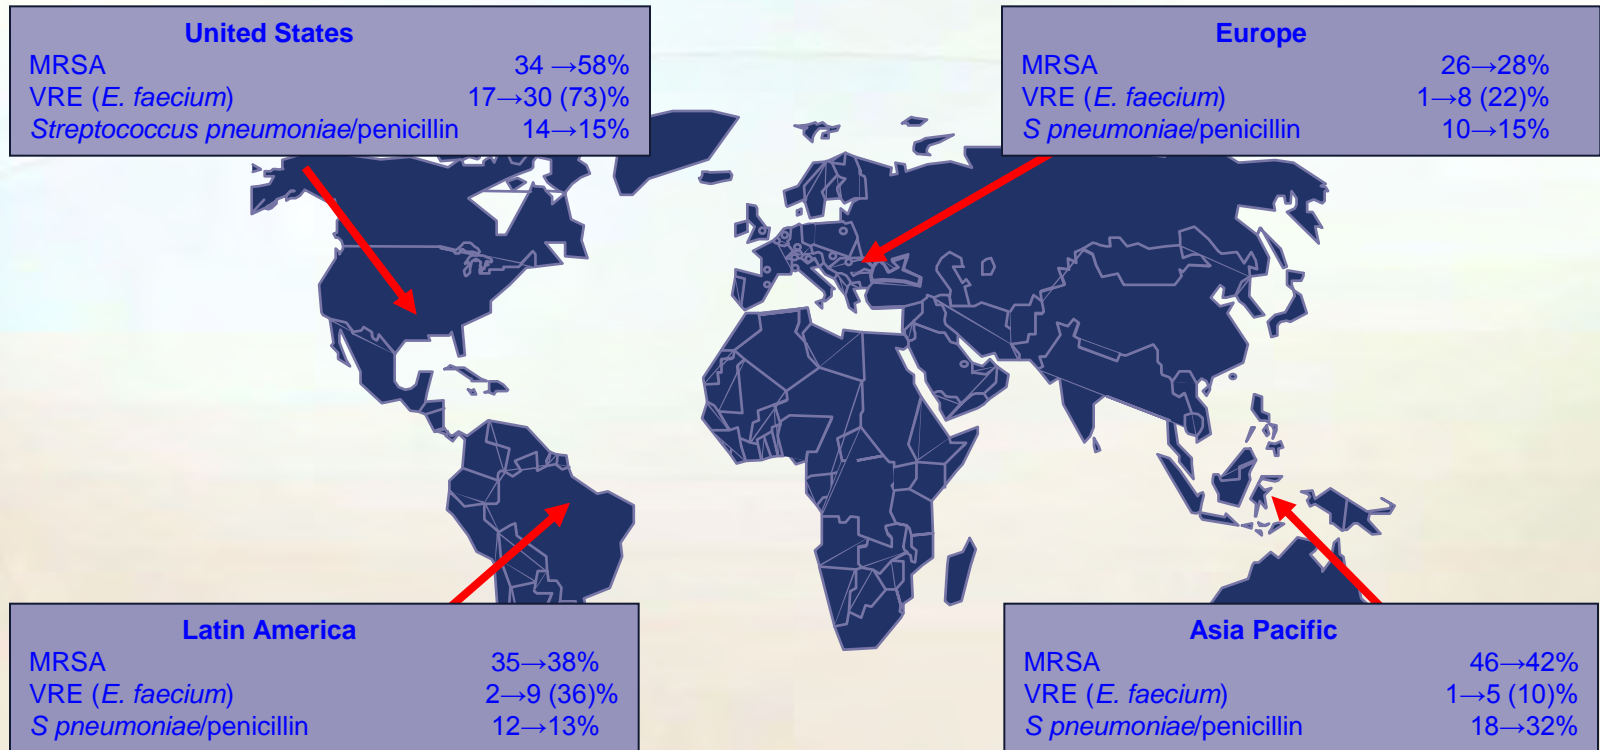 United States
MRSA 34 →58%
VRE (E. faecium) 17→30 (73)%
Streptococcus pneumoniae/penicillin 14→15%
Europe
MRSA 26→28%
VRE (E. faecium) 1→8 (22)%
S pneumoniae/penicillin 10→15%
Latin America
MRSA 35→38%
VRE (E. faecium) 2→9 (36)%
S pneumoniae/penicillin 12→13%
Asia Pacific
MRSA 46→42%
VRE (E. faecium) 1→5 (10)%
S pneumoniae/penicillin 18→32%